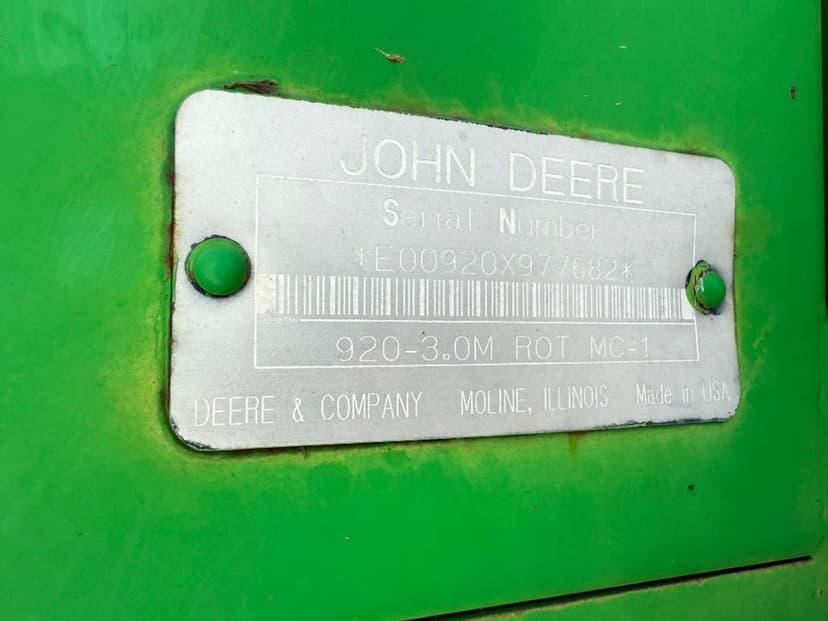 JOHN DEERE
Serial Number
*E00920X977682*
920-3.0M ROT MC-1
DEERE & COMPANY MOLINE, ILLINOIS Made in USA